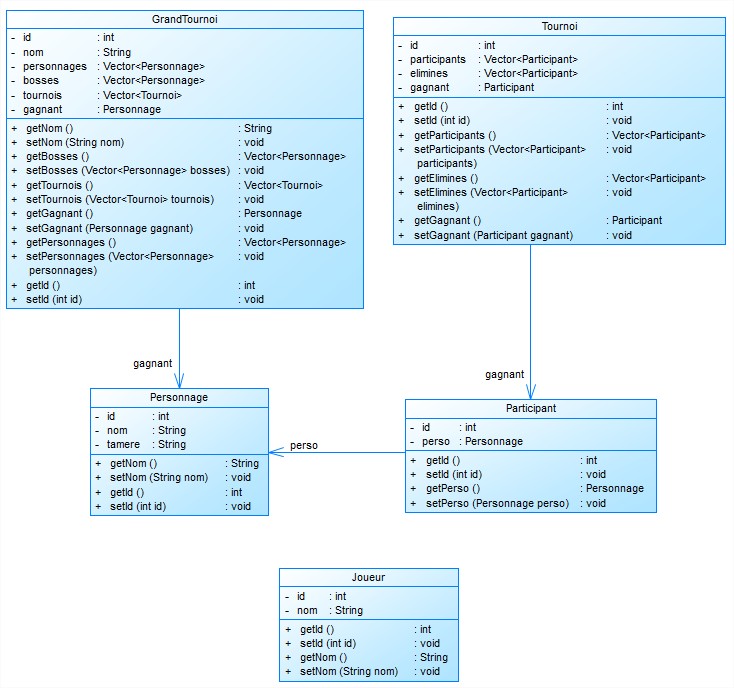 GrandTournoi
- id : int
- nom : String
- personnages : Vector<Personnage>
- bosses : Vector<Personnage>
- tournois : Vector<Tournoi>
- gagnant : Personnage
+ getNom () : String
+ setNom (String nom) : void
+ getBosses () : Vector<Personnage>
+ setBosses (Vector<Personnage> bosses) : void
+ getTournois () : Vector<Tournoi>
+ setTournois (Vector<Tournoi> tournois) : void
+ getGagnant () : Personnage
+ setGagnant (Personnage gagnant) : void
+ getPersonnages () : Vector<Personnage>
+ setPersonnages (Vector<Personnage> : void
personnages)
+ getId () : int
+ setId (int id) : void
Tournoi
- id : int
- participants : Vector<Participant>
- elimines : Vector<Participant>
- gagnant : Participant
+ getId () : int
+ setId (int id) : void
+ getParticipants () : Vector<Participant>
+ setParticipants (Vector<Participant> : void
participants)
+ getElimines () : Vector<Participant>
+ setElimines (Vector<Participant> : void
elimines)
+ getGagnant () : Participant
+ setGagnant (Participant gagnant) : void
gagnant
gagnant
Personnage
- id : int
- nom : String
- tamere : String
+ getNom () : String
+ setNom (String nom) : void
+ getId () : int
+ setId (int id) : void
perso
Participant
- id : int
- perso : Personnage
+ getId () : int
+ setId (int id) : void
+ getPerso () : Personnage
+ setPerso (Personnage perso) : void
Joueur
- id : int
- nom : String
+ getId () : int
+ setId (int id) : void
+ getNom () : String
+ setNom (String nom) : void